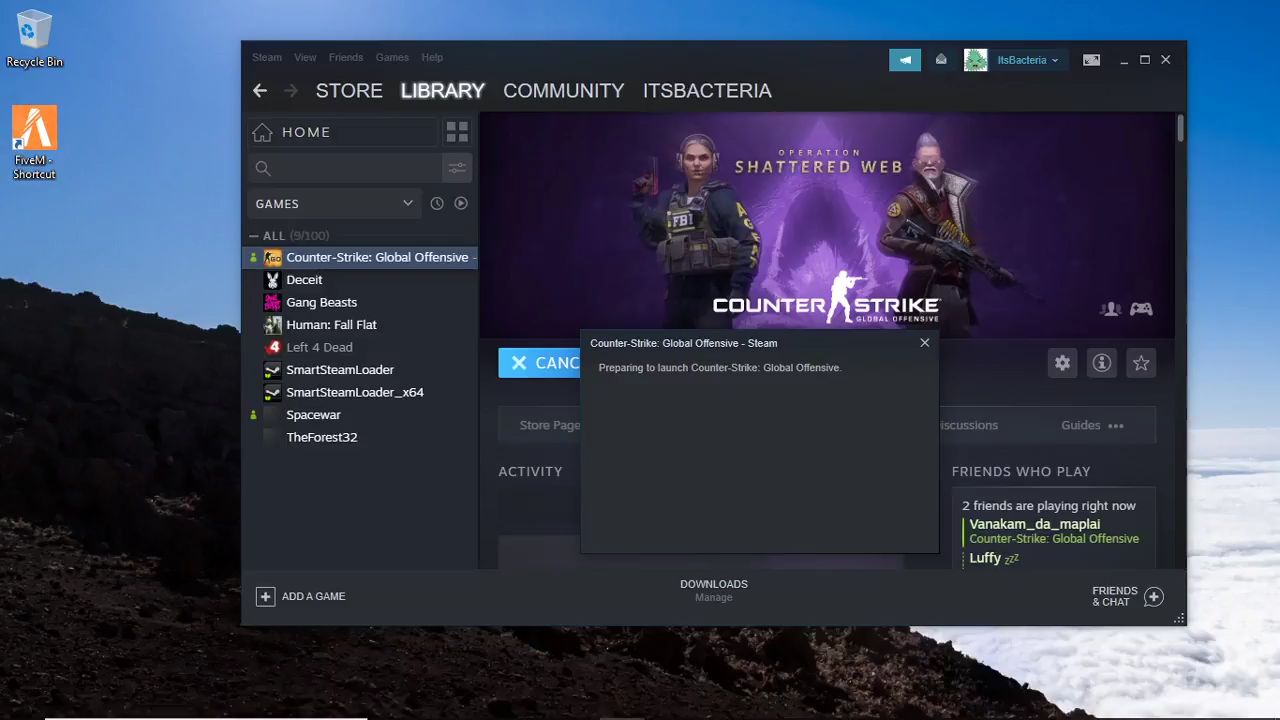 Recycle Bin
FiveM -
Shortcut
Steam View Friends Games Help
ItsBacteria
STORE LIBRARY COMMUNITY ITSBACTERIA
HOME
GAMES
— ALL (9/100)
Counter-Strike: Global Offensive -
Deceit
Gang Beasts
Human: Fall Flat
Left 4 Dead
SmartSteamLoader
SmartSteamLoader_x64
Spacewar
TheForest32
ADD A GAME
OPERATION
SHATTERED WEB
FBI
COUNTER STRIKE
GLOBAL OFFENSIVE
CANC
Counter-Strike: Global Offensive - Steam
Preparing to launch Counter-Strike: Global Offensive.
Store Page
iscussions
Guides
ACTIVITY
FRIENDS WHO PLAY
2 friends are playing right now
Vanakam_da_maplai
Counter-Strike: Global Offensive
Luffy zzz
DOWNLOADS
Manage
FRIENDS
& CHAT